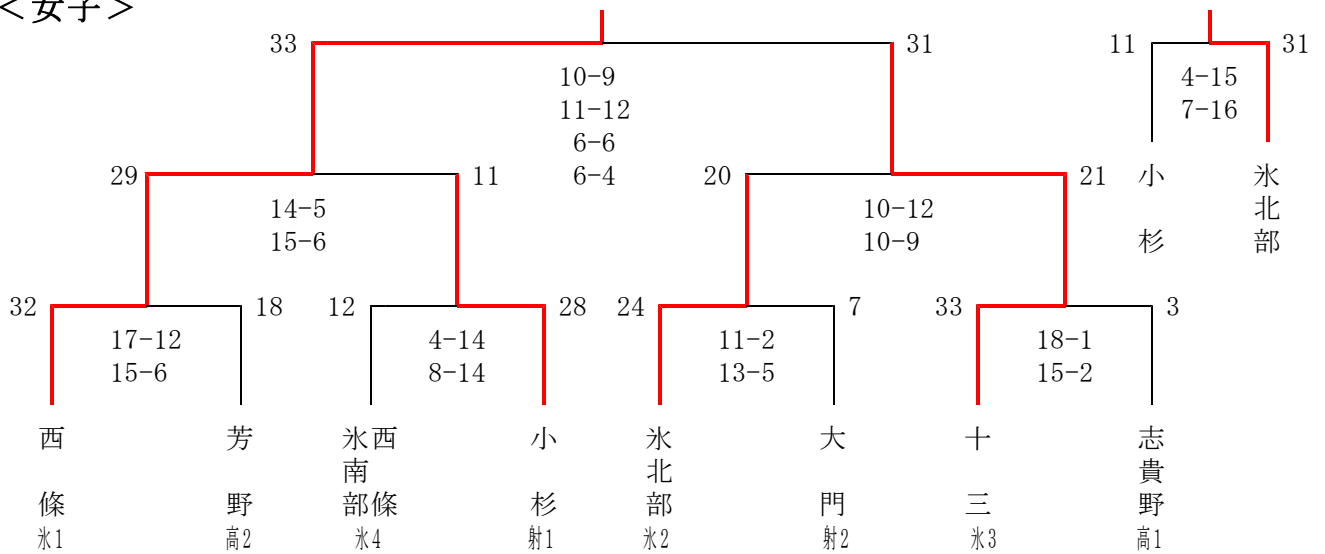 <女子>
33 31 11 31
10-9
11-12
6-6
6-4
4-15
7-16
小杉 氷北部
29 11 20 21
14-5
15-6
10-12
10-9
32 18 12 28 24 7 33 3
17-12
15-6
4-14
8-14
11-2
13-5
18-1
15-2
西條 芳野 氷南部 西條 小杉 氷北部 大門 十三 志貴野
氷1 高2 氷4 射1 氷2 射2 氷3 高1